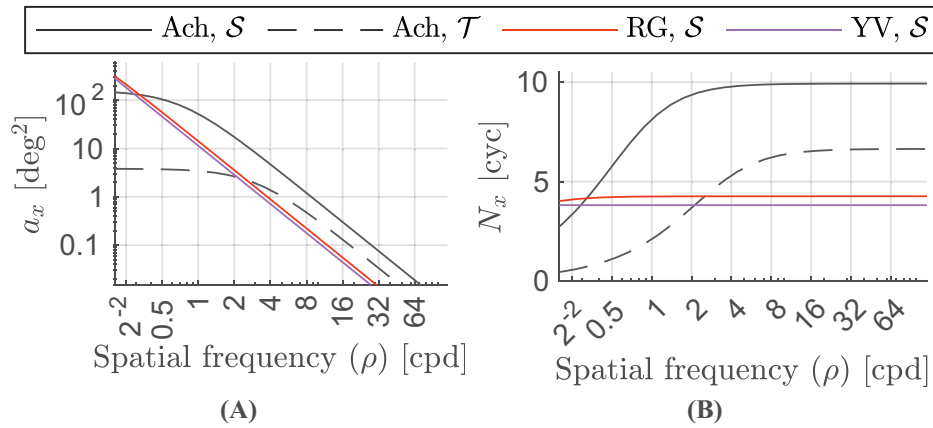 Ach, 𝒮 Ach, 𝒯 RG, 𝒮 YV, 𝒮
a_x [deg²]
10²
10
1
0.1
2⁻² 0.5 1 2 4 8 16 32 64
Spatial frequency (ρ) [cpd]
(A)
N_x [cyc]
10
5
0
2⁻² 0.5 1 2 4 8 16 32 64
Spatial frequency (ρ) [cpd]
(B)